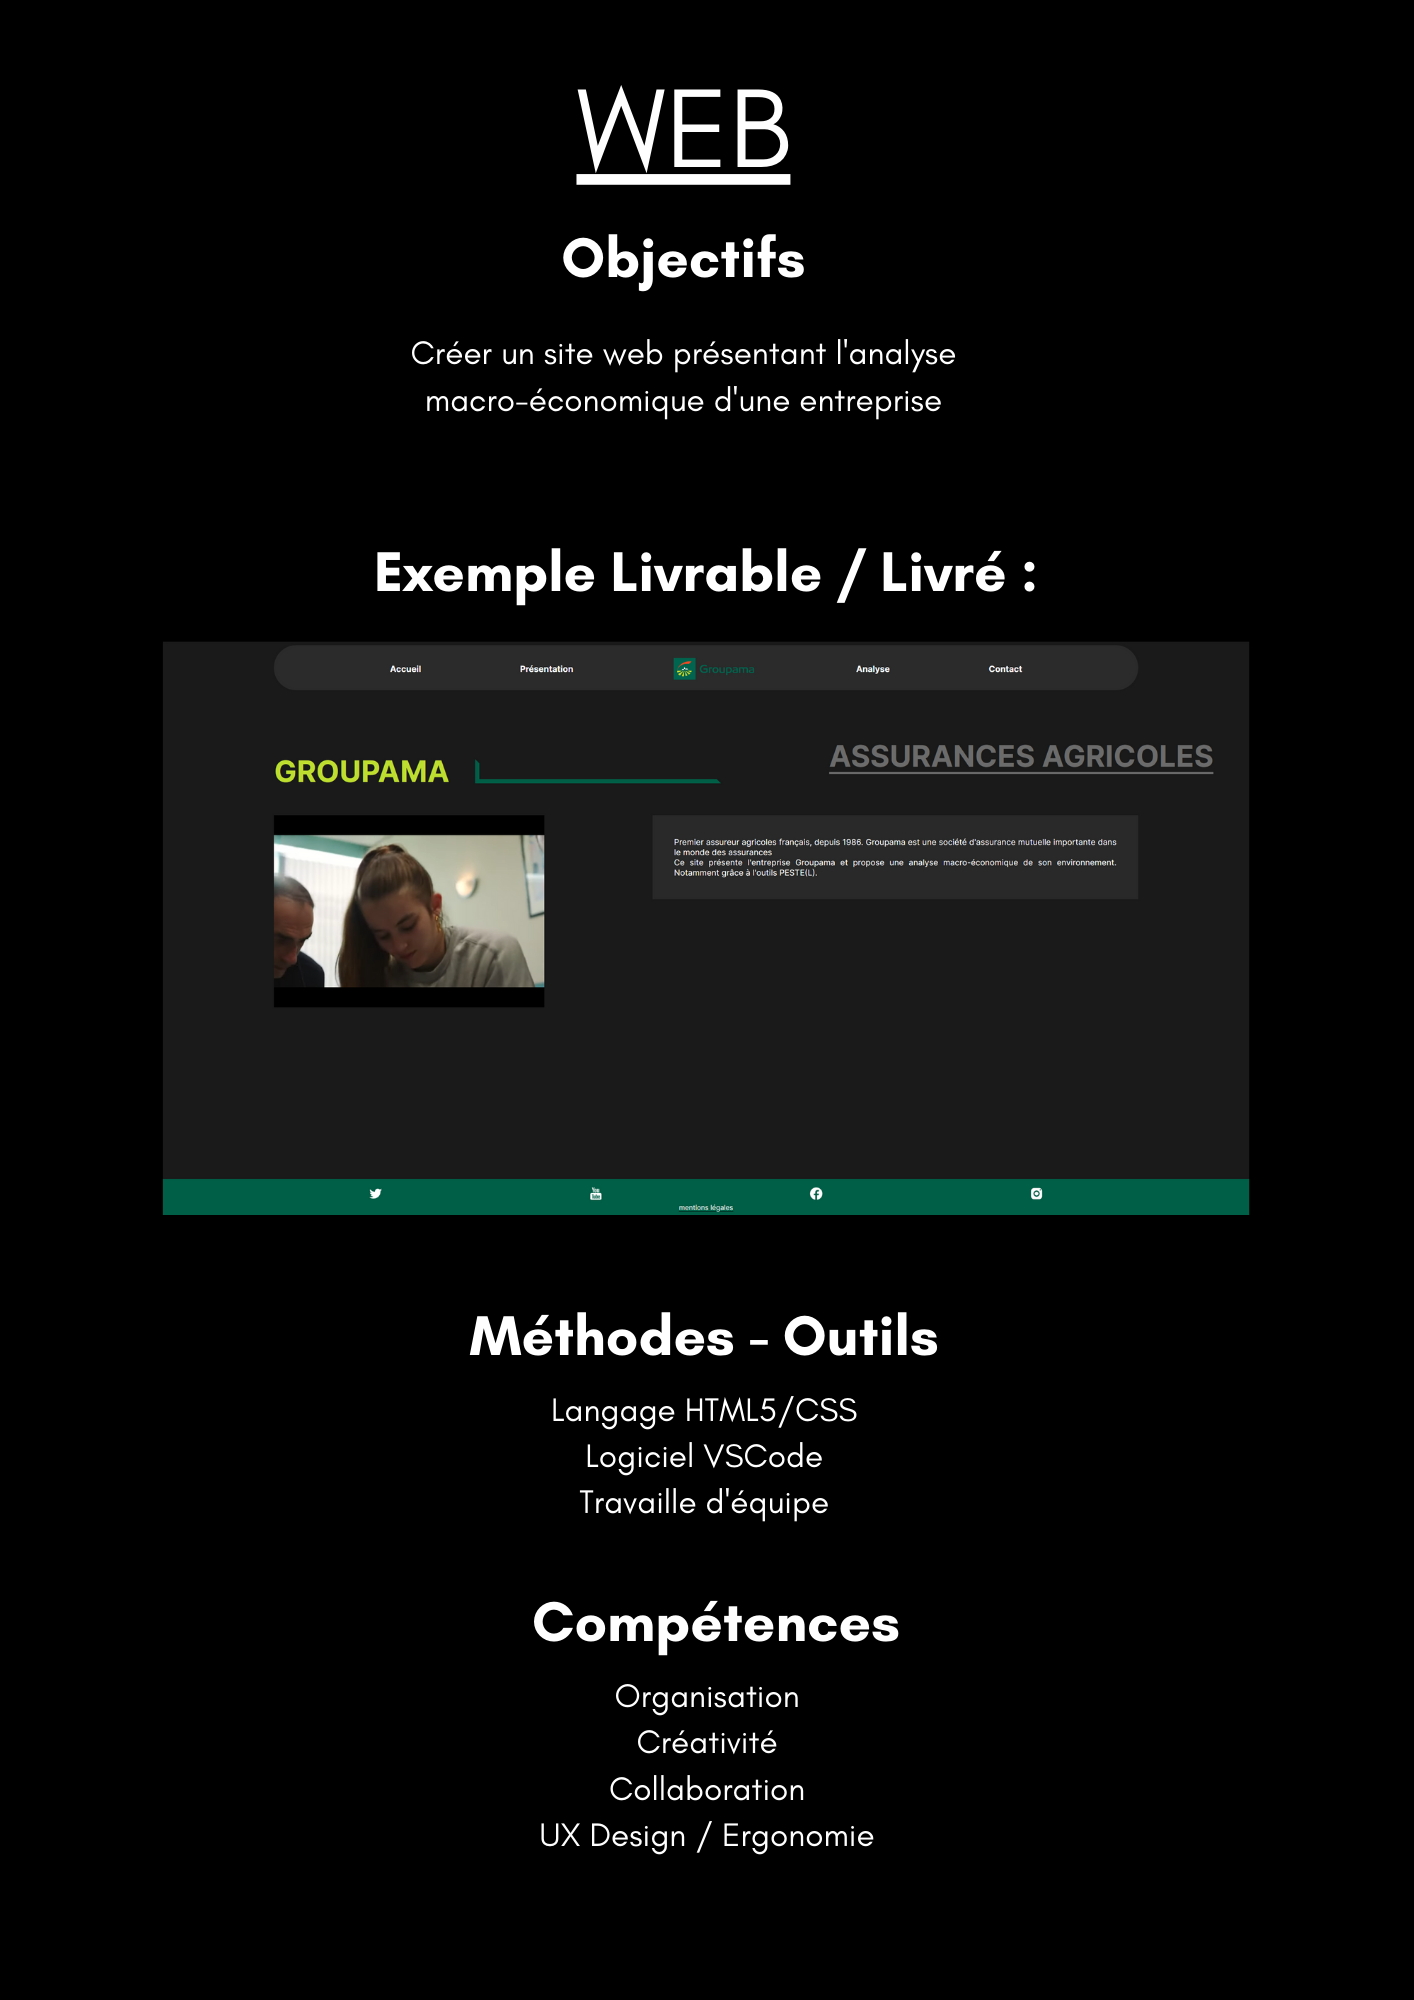 WEB
Objectifs
Créer un site web présentant l'analyse
macro-économique d'une entreprise
Exemple Livrable / Livré :
Accueil
Présentation
Groupama
Analyse
Contact
GROUPAMA
ASSURANCES AGRICOLES
Premier assureur agricoles français, depuis 1986. Groupama est une société d'assurance mutuelle importante dans
le monde des assurances
Ce site présente l'entreprise Groupama et propose une analyse macro-économique de son environnement.
Notamment grâce à l'outils PESTE(L).
You
Tube
mentions légales
Méthodes - Outils
Langage HTML5/CSS
Logiciel VSCode
Travaille d'équipe
Compétences
Organisation
Créativité
Collaboration
UX Design / Ergonomie